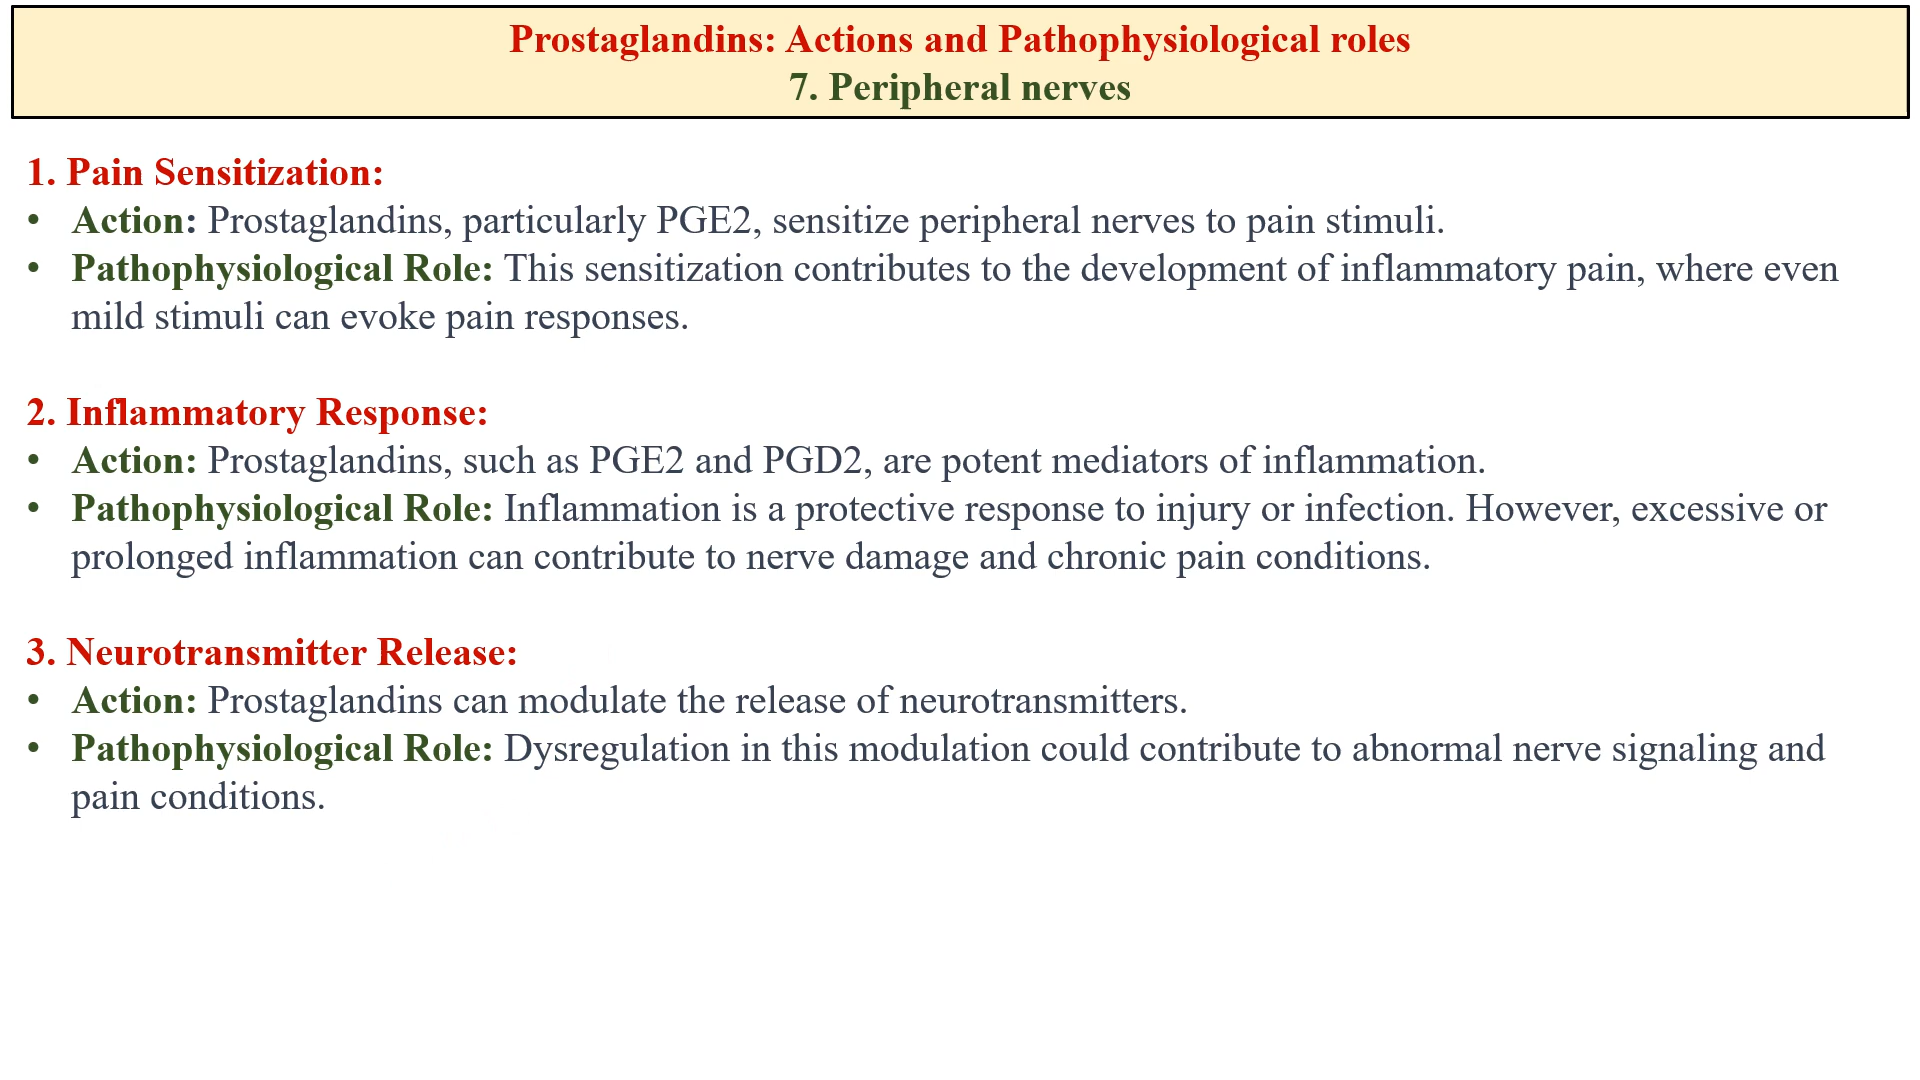 Prostaglandins: Actions and Pathophysiological roles
7. Peripheral nerves
1. Pain Sensitization:
• Action: Prostaglandins, particularly PGE2, sensitize peripheral nerves to pain stimuli.
• Pathophysiological Role: This sensitization contributes to the development of inflammatory pain, where even
mild stimuli can evoke pain responses.
2. Inflammatory Response:
• Action: Prostaglandins, such as PGE2 and PGD2, are potent mediators of inflammation.
• Pathophysiological Role: Inflammation is a protective response to injury or infection. However, excessive or
prolonged inflammation can contribute to nerve damage and chronic pain conditions.
3. Neurotransmitter Release:
• Action: Prostaglandins can modulate the release of neurotransmitters.
• Pathophysiological Role: Dysregulation in this modulation could contribute to abnormal nerve signaling and
pain conditions.